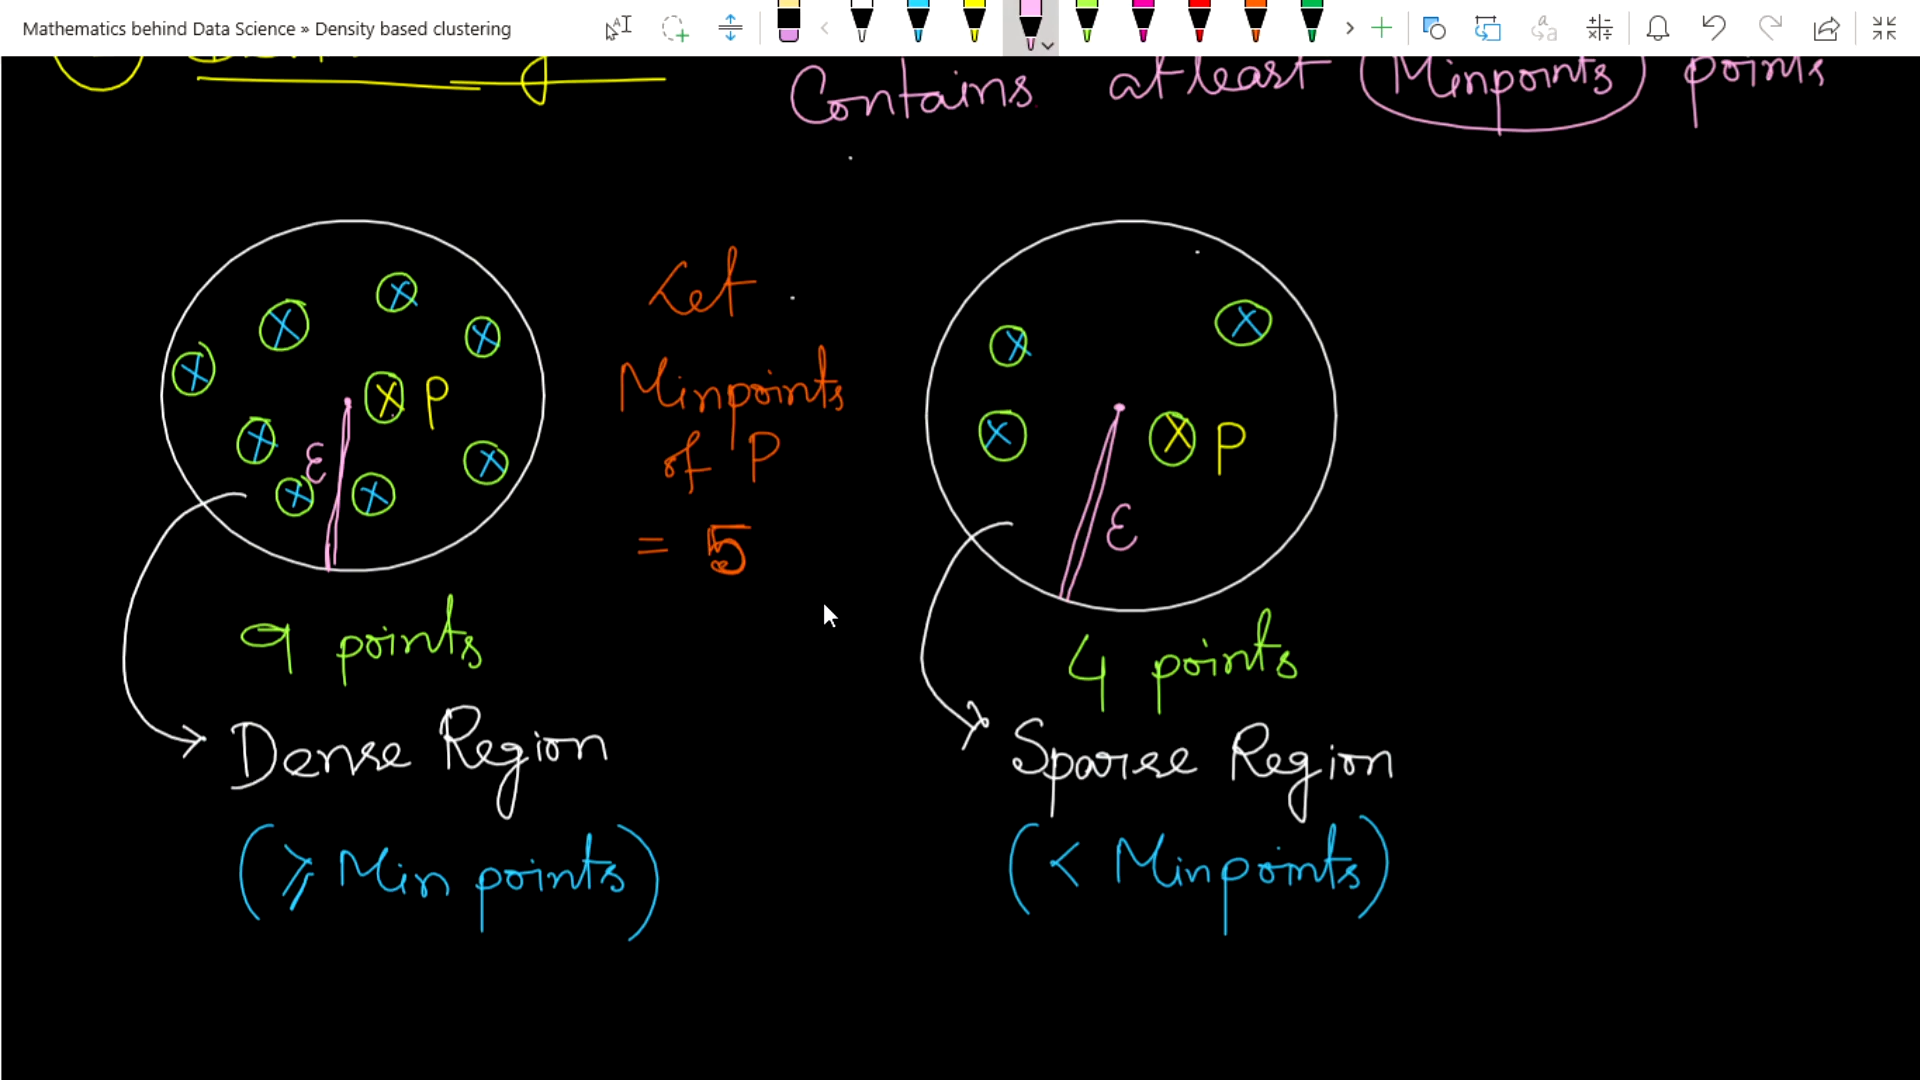 Mathematics behind Data Science » Density based clustering
Contains atleast Minpoints points
Let
Minpoints
of P
= 5
P
ε
P
ε
9 points
4 points
Dense Region
Sparse Region
(⩾ Min points)
(< Minpoints)